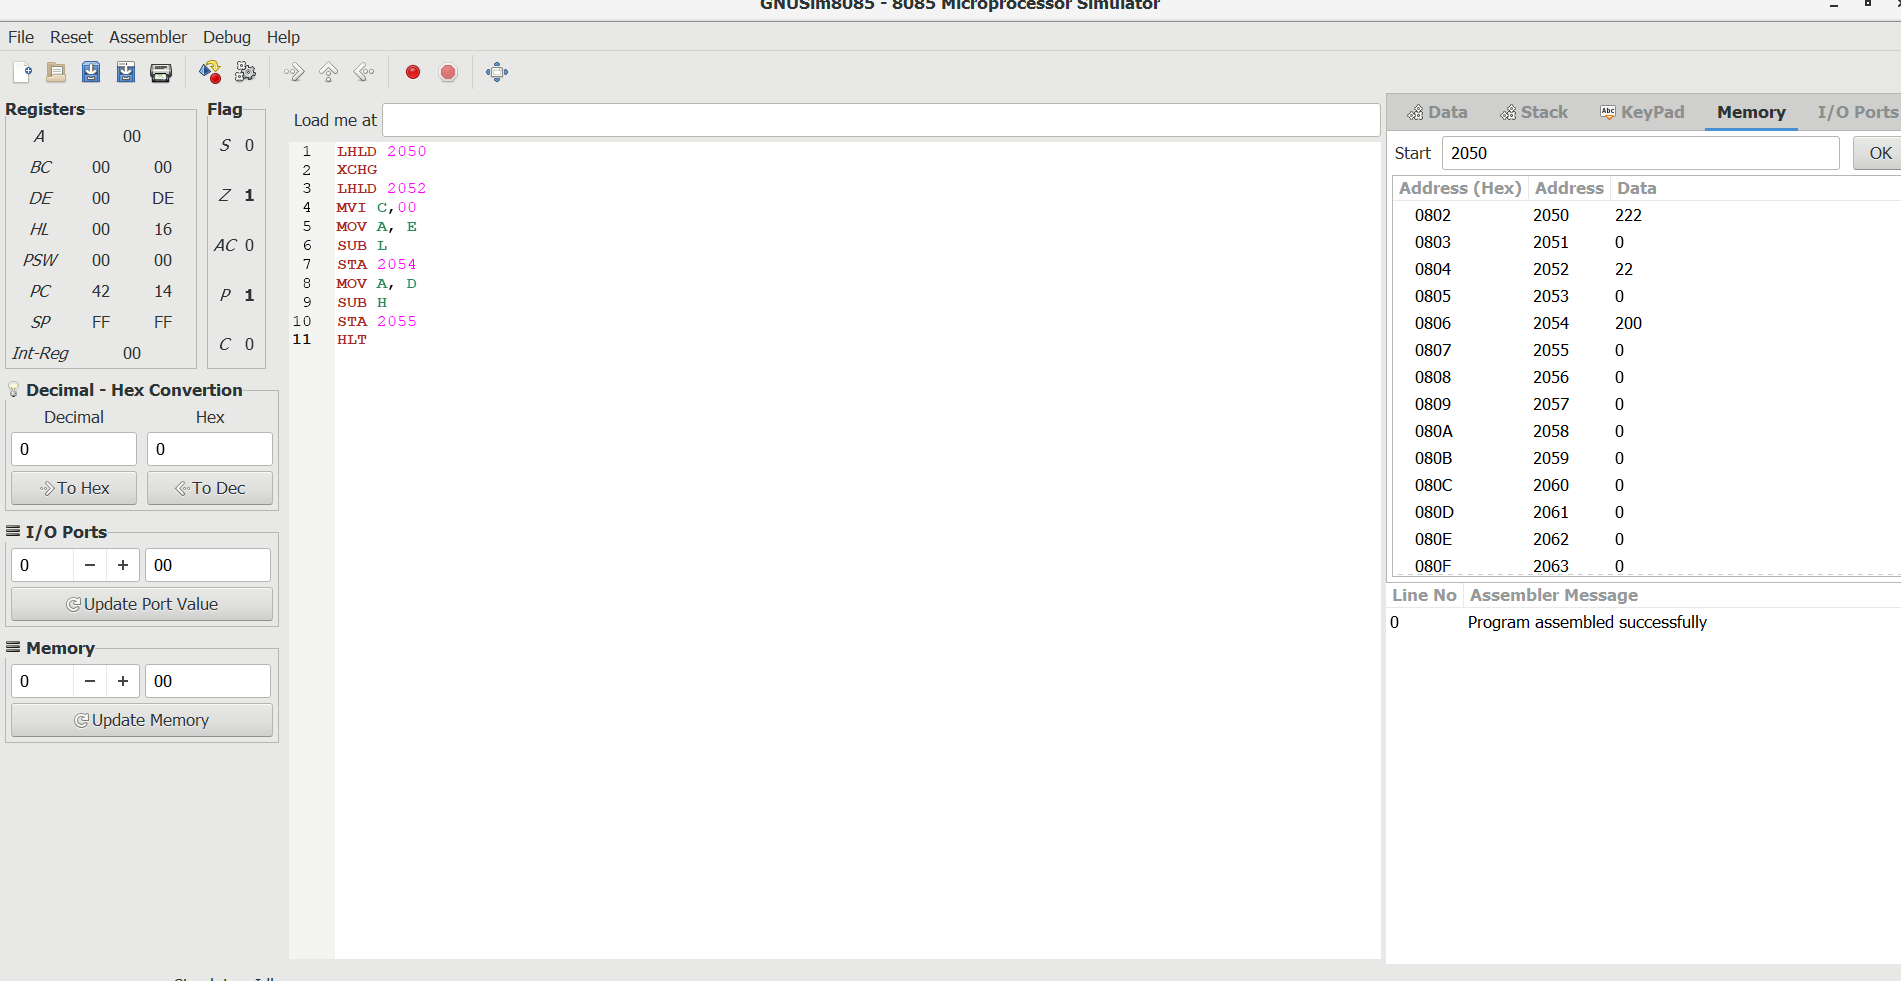 GNUSim8085 - 8085 Microprocessor Simulator
File Reset Assembler Debug Help
Registers
A 00
BC 00 00
DE 00 DE
HL 00 16
PSW 00 00
PC 42 14
SP FF FF
Int-Reg 00
Flag
S 0
Z 1
AC 0
P 1
C 0
Decimal - Hex Convertion
Decimal Hex
0 0
To Hex To Dec
I/O Ports
0 − + 00
Update Port Value
Memory
0 − + 00
Update Memory
Load me at
1 LHLD 2050
2 XCHG
3 LHLD 2052
4 MVI C,00
5 MOV A, E
6 SUB L
7 STA 2054
8 MOV A, D
9 SUB H
10 STA 2055
11 HLT
Data Stack Abc KeyPad Memory I/O Ports
Start 2050 OK
Address (Hex) Address Data
0802 2050 222
0803 2051 0
0804 2052 22
0805 2053 0
0806 2054 200
0807 2055 0
0808 2056 0
0809 2057 0
080A 2058 0
080B 2059 0
080C 2060 0
080D 2061 0
080E 2062 0
080F 2063 0
Line No Assembler Message
0 Program assembled successfully